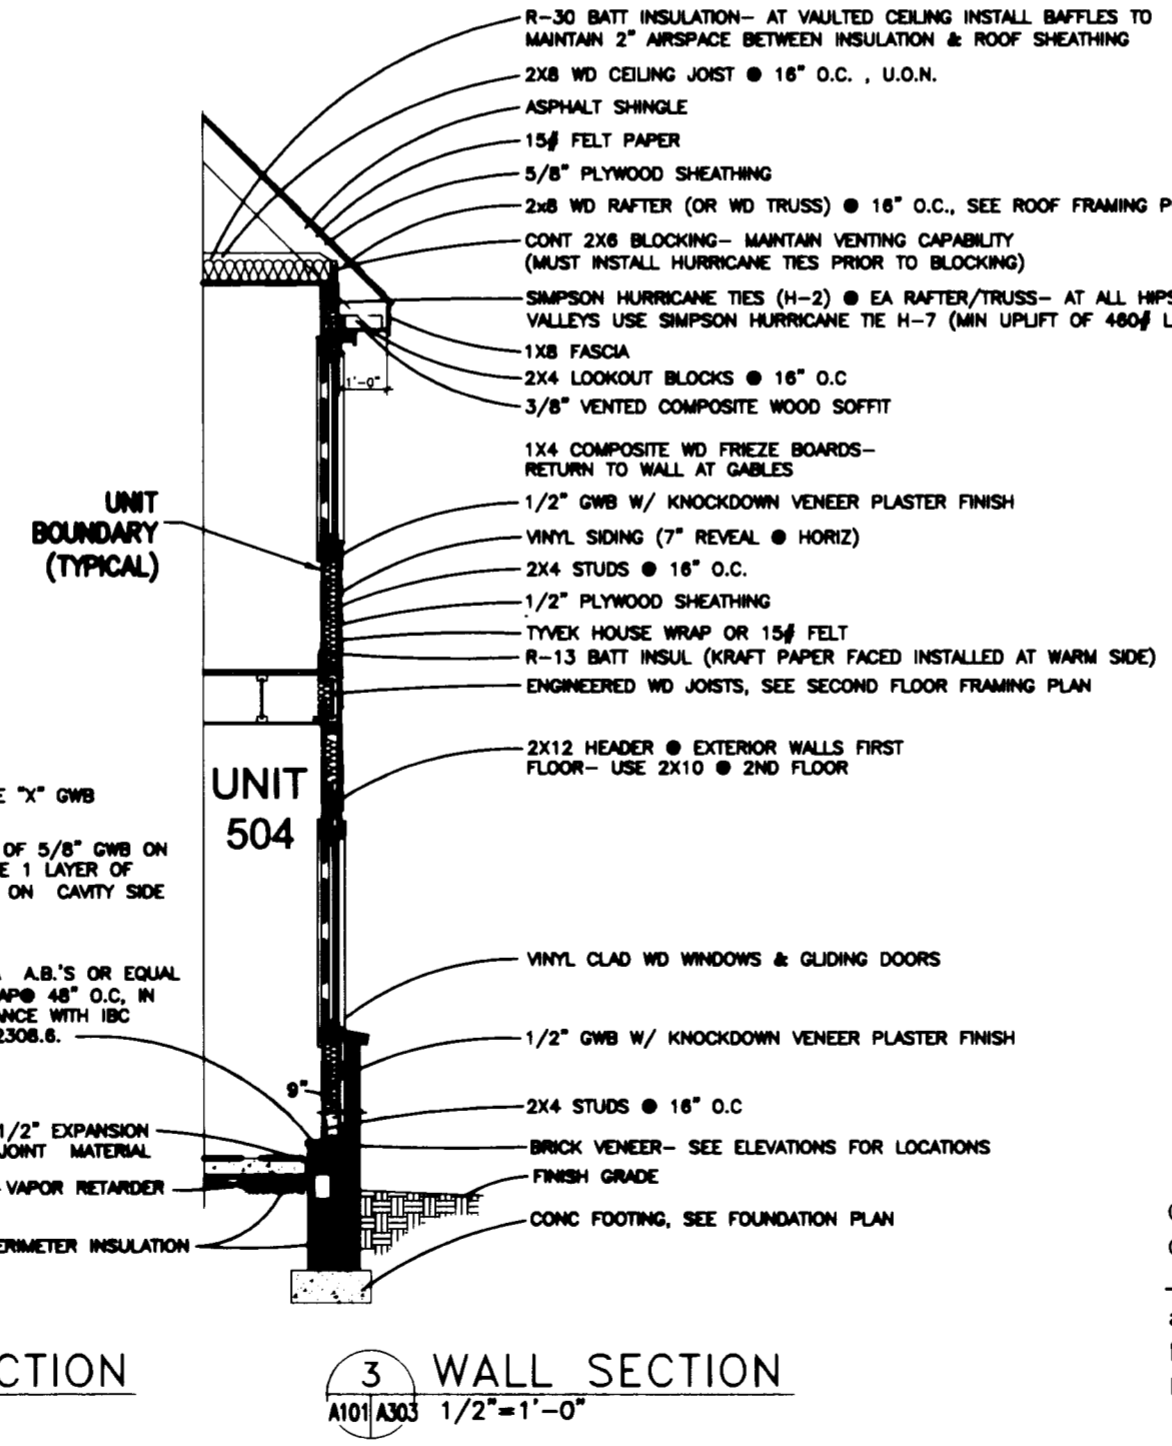 R-30 BATT INSULATION- AT VAULTED CEILING INSTALL BAFFLES TO
MAINTAIN 2" AIRSPACE BETWEEN INSULATION & ROOF SHEATHING
2X8 WD CEILING JOIST @ 16" O.C. , U.O.N.
ASPHALT SHINGLE
15# FELT PAPER
5/8" PLYWOOD SHEATHING
2x8 WD RAFTER (OR WD TRUSS) @ 16" O.C., SEE ROOF FRAMING P
CONT 2X6 BLOCKING- MAINTAIN VENTING CAPABILITY
(MUST INSTALL HURRICANE TIES PRIOR TO BLOCKING)
SIMPSON HURRICANE TIES (H-2) @ EA RAFTER/TRUSS- AT ALL HIPS
VALLEYS USE SIMPSON HURRICANE TIE H-7 (MIN UPLIFT OF 460# L
1X8 FASCIA
2X4 LOOKOUT BLOCKS @ 16" O.C
1'-0"
3/8" VENTED COMPOSITE WOOD SOFFIT
1X4 COMPOSITE WD FRIEZE BOARDS-
RETURN TO WALL AT GABLES
UNIT
BOUNDARY
(TYPICAL)
1/2" GWB W/ KNOCKDOWN VENEER PLASTER FINISH
VINYL SIDING (7" REVEAL @ HORIZ)
2X4 STUDS @ 16" O.C.
1/2" PLYWOOD SHEATHING
TYVEK HOUSE WRAP OR 15# FELT
R-13 BATT INSUL (KRAFT PAPER FACED INSTALLED AT WARM SIDE)
ENGINEERED WD JOISTS, SEE SECOND FLOOR FRAMING PLAN
2X12 HEADER @ EXTERIOR WALLS FIRST
FLOOR- USE 2X10 @ 2ND FLOOR
UNIT
504
E "X" GWB
OF 5/8" GWB ON
E 1 LAYER OF
ON CAVITY SIDE
A.B.'S OR EQUAL
AP@ 48" O.C, IN
ANCE WITH IBC
2308.6.
VINYL CLAD WD WINDOWS & GLIDING DOORS
1/2" GWB W/ KNOCKDOWN VENEER PLASTER FINISH
9"
2X4 STUDS @ 16" O.C
1/2" EXPANSION
JOINT MATERIAL
BRICK VENEER- SEE ELEVATIONS FOR LOCATIONS
VAPOR RETARDER
FINISH GRADE
CONC FOOTING, SEE FOUNDATION PLAN
ERIMETER INSULATION
CTION
3
A101 A303
WALL SECTION
1/2"=1'-0"